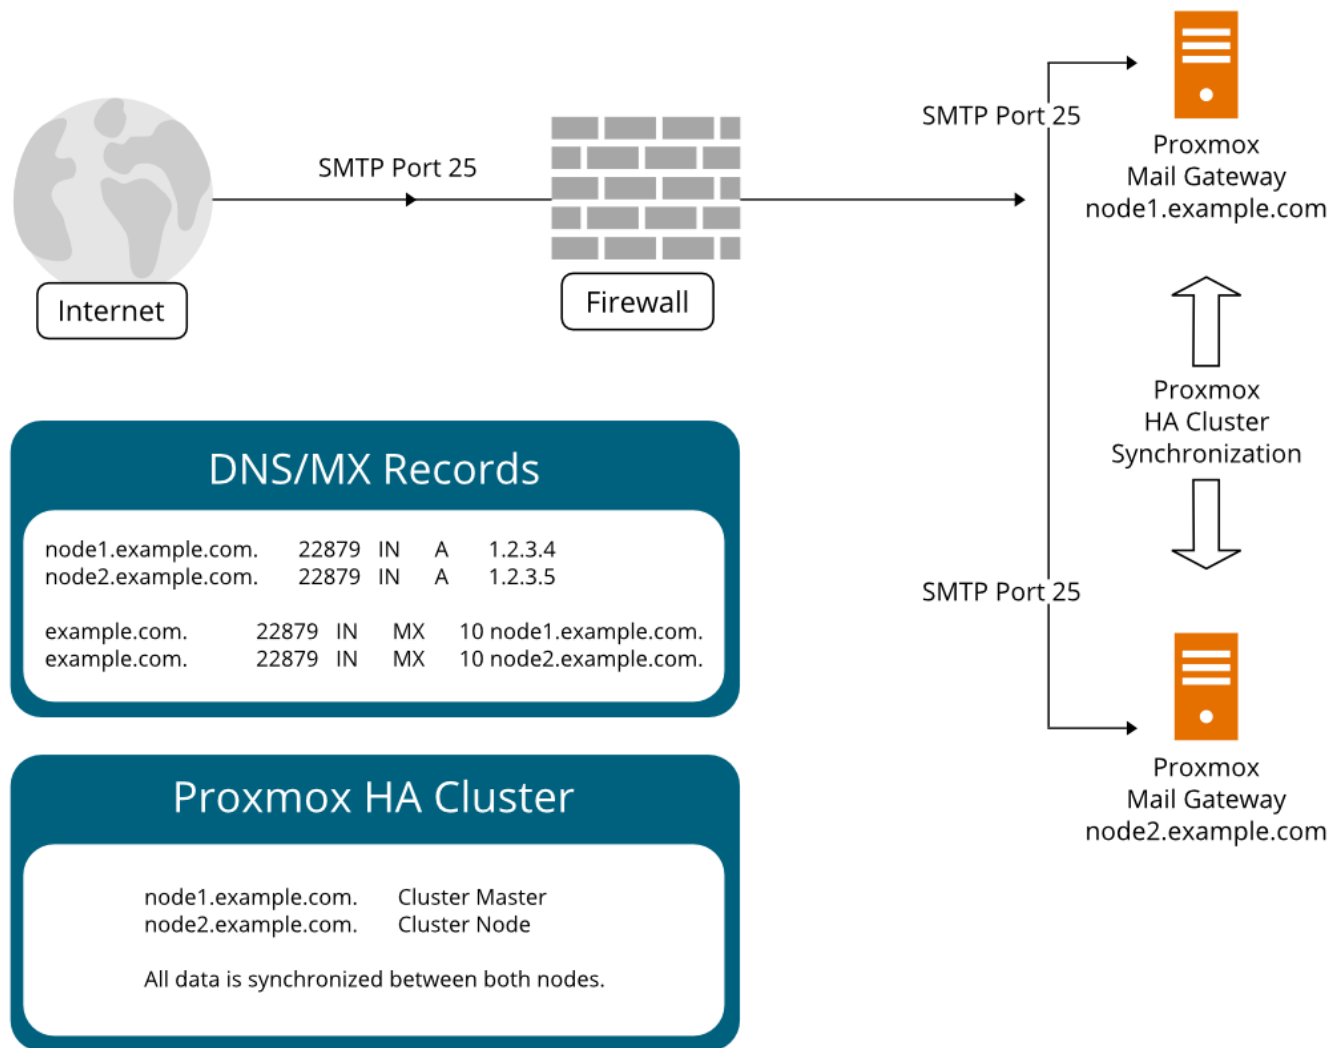 SMTP Port 25
Internet
Firewall
SMTP Port 25
Proxmox
Mail Gateway
node1.example.com
Proxmox
HA Cluster
Synchronization
SMTP Port 25
Proxmox
Mail Gateway
node2.example.com
DNS/MX Records
node1.example.com. 22879 IN A 1.2.3.4
node2.example.com. 22879 IN A 1.2.3.5
example.com. 22879 IN MX 10 node1.example.com.
example.com. 22879 IN MX 10 node2.example.com.
Proxmox HA Cluster
node1.example.com. Cluster Master
node2.example.com. Cluster Node
All data is synchronized between both nodes.